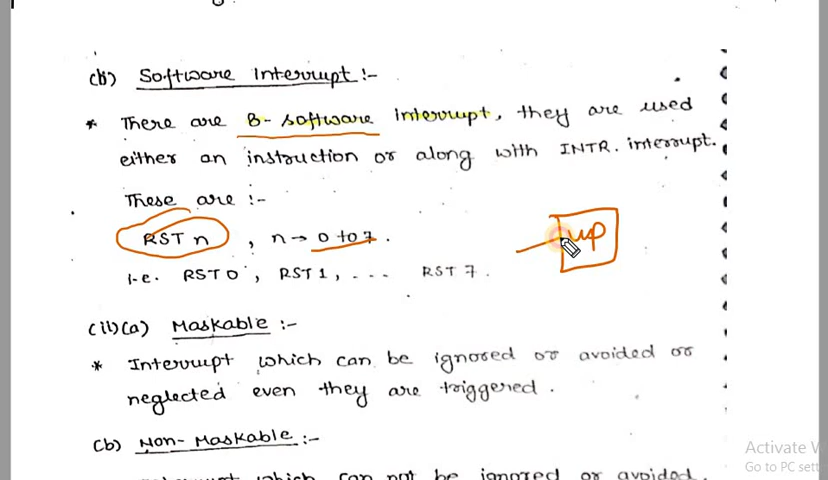 (b) Software Interrupt :-
* There are 8- software interrupt, they are used
either an instruction or along with INTR. interrupt.
These are :-
RST n , n → 0 to 7 .
i.e. RST 0 , RST 1 , ... RST 7 .
μp
(ii)(a) Maskable :-
* Interrupt which can be ignored or avoided or
neglected even they are triggered .
(b) Non-Maskable :-
which can not be ignored or avoided .
Activate
Go to PC sett